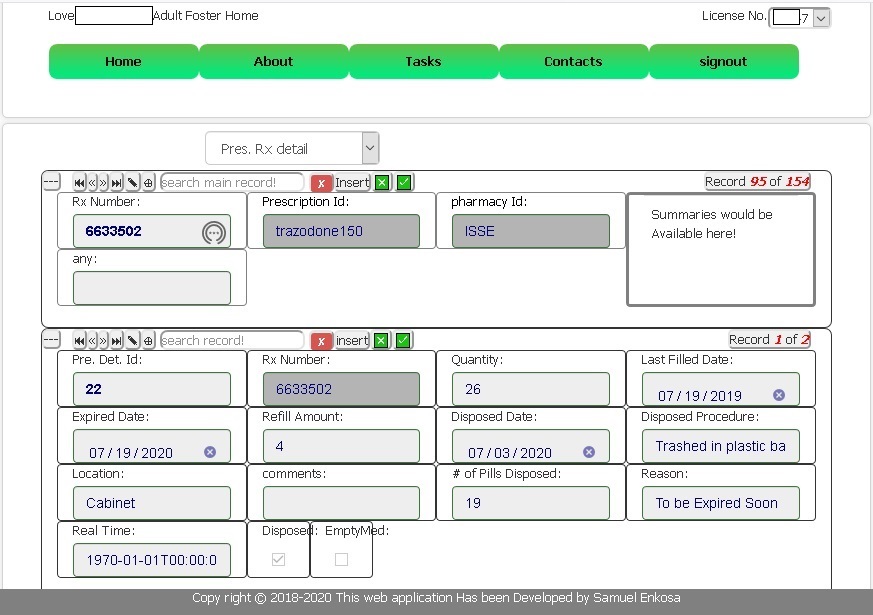 Love Adult Foster Home License No. -7
Home About Tasks Contacts signout
Pres. Rx detail
--- search main record! x Insert Record 95 of 154
Rx Number: Prescription Id: pharmacy Id:
6633502 trazodone150 ISSE
Summaries would be
Available here!
any:
--- search record! x insert Record 1 of 2
Pre. Det. Id: Rx Number: Quantity: Last Filled Date:
22 6633502 26 07/19/2019
Expired Date: Refill Amount: Disposed Date: Disposed Procedure:
07/19/2020 4 07/03/2020 Trashed in plastic ba
Location: comments: # of Pills Disposed: Reason:
Cabinet 19 To be Expired Soon
Real Time: Disposed: EmptyMed:
1970-01-01T00:00:0
Copy right © 2018-2020 This web application Has been Developed by Samuel Enkosa